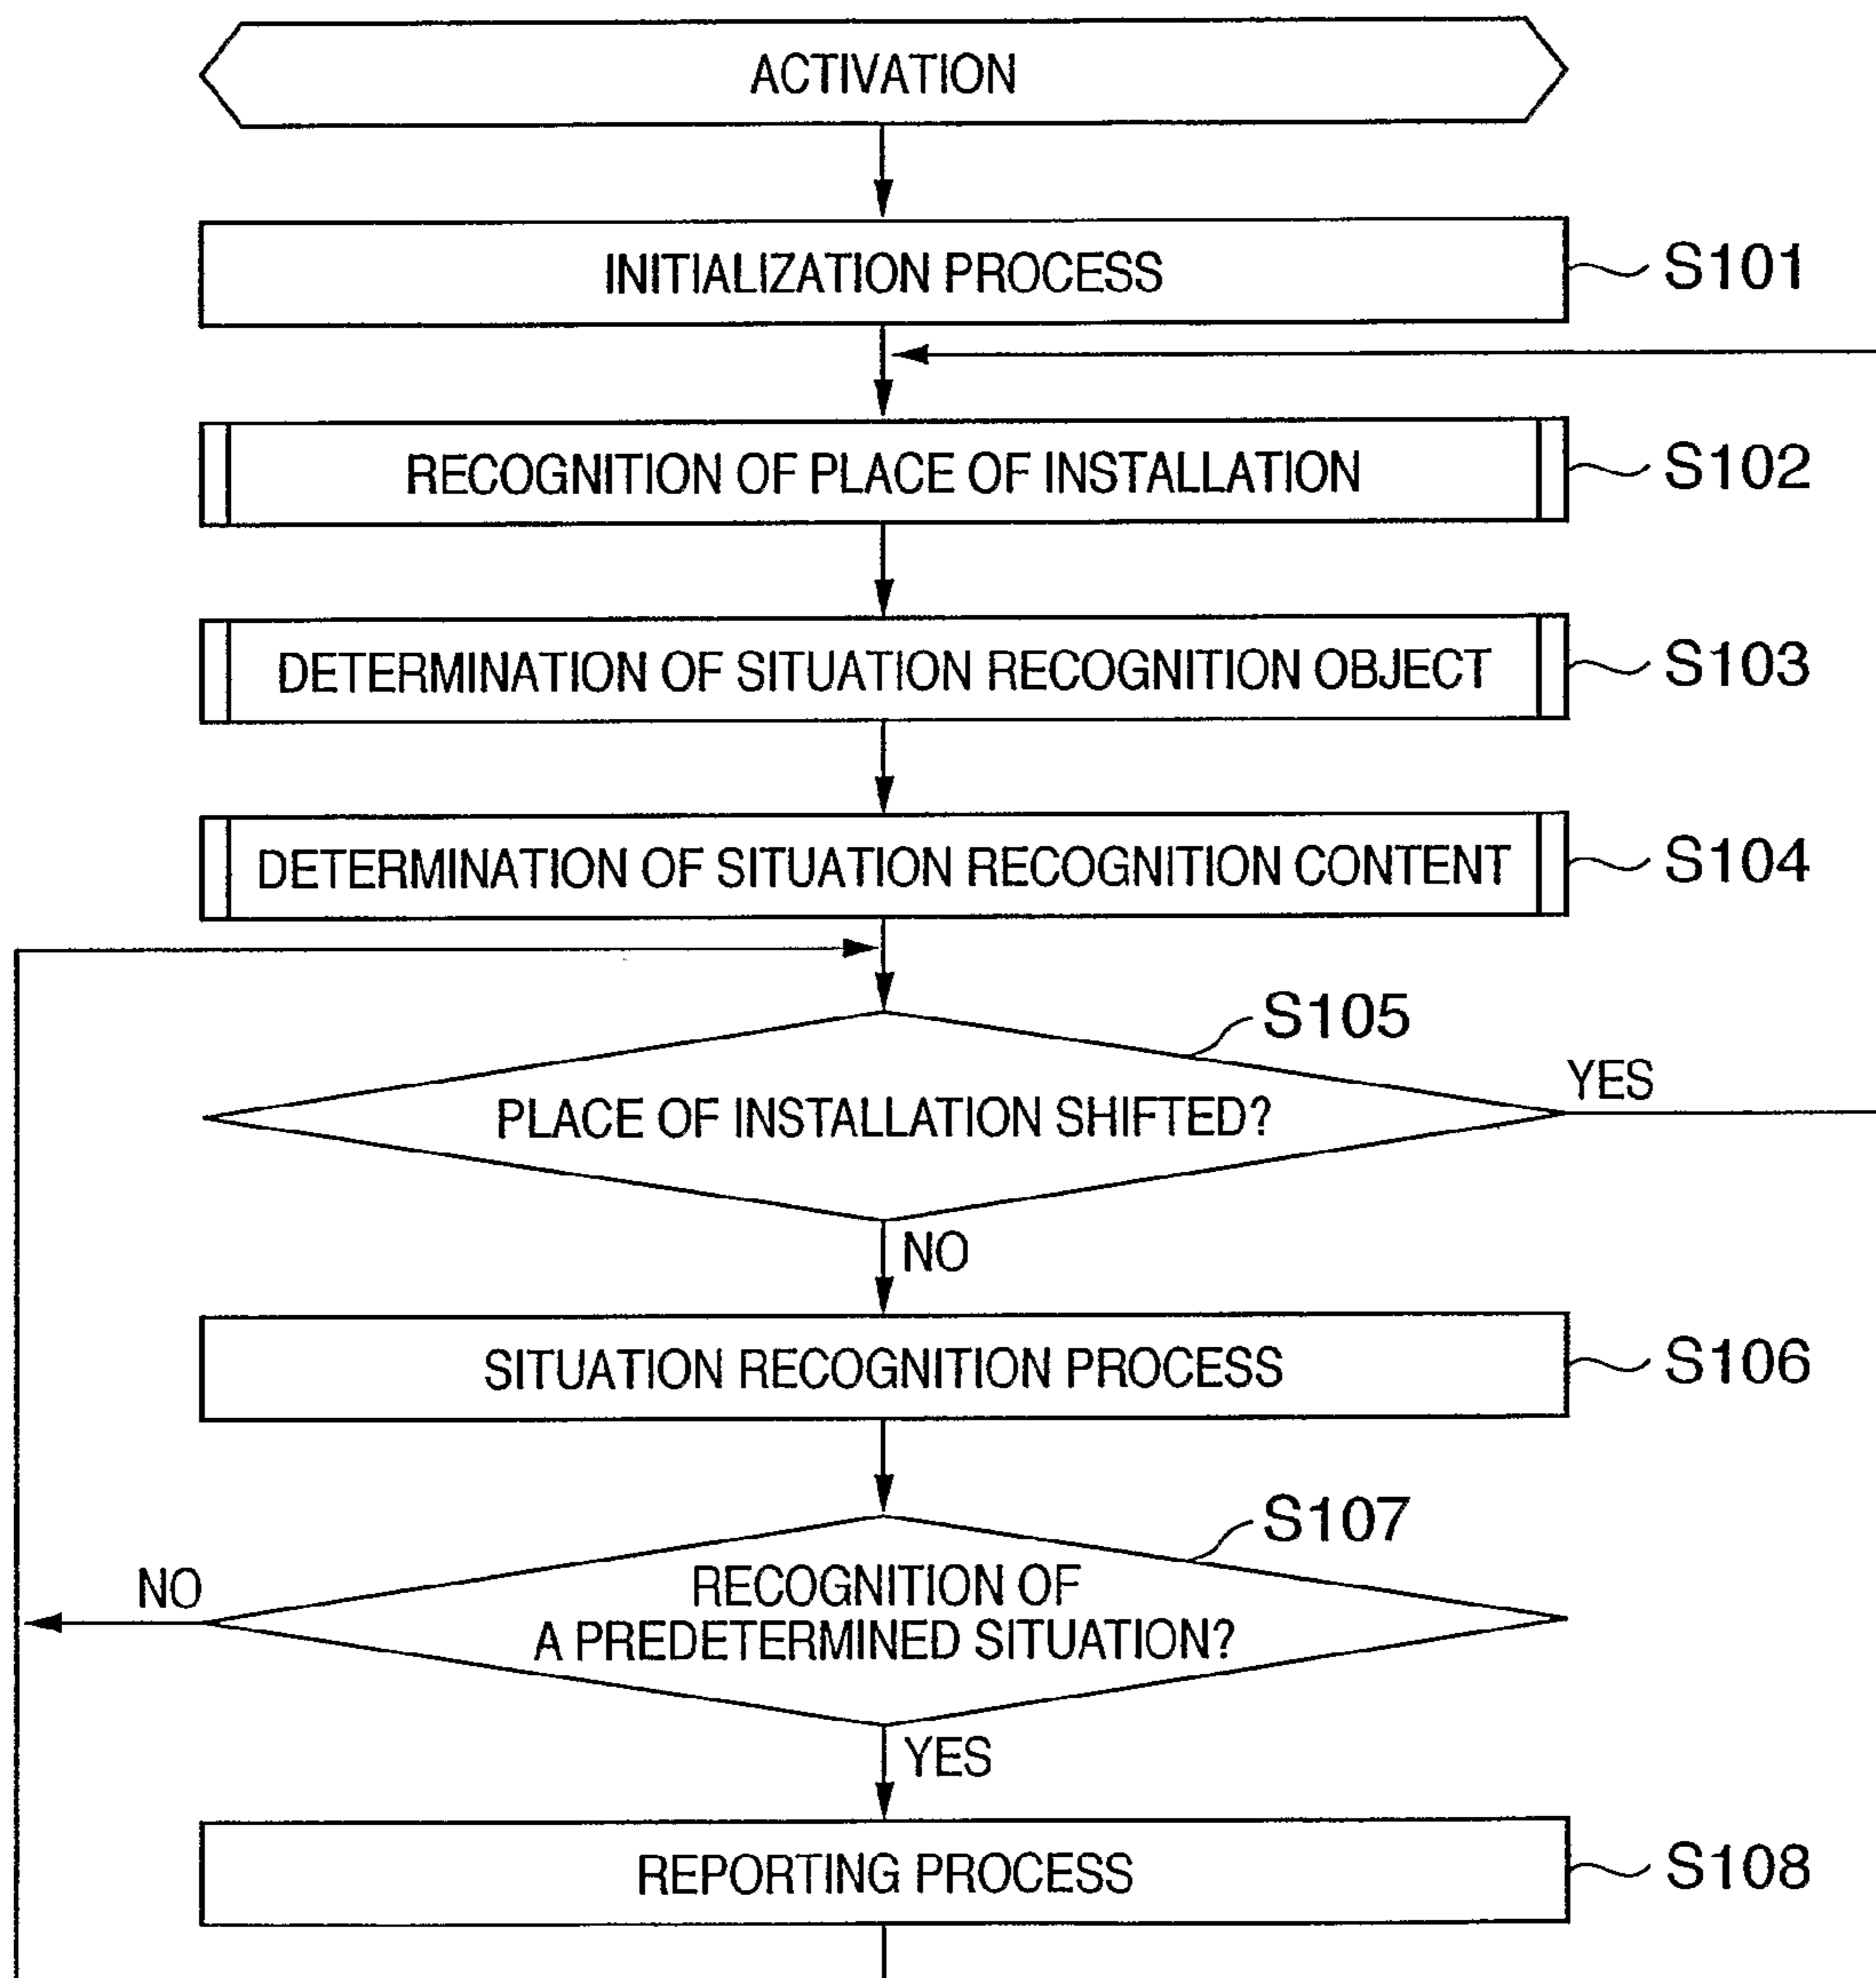 ACTIVATION
INITIALIZATION PROCESS
S101
RECOGNITION OF PLACE OF INSTALLATION
S102
DETERMINATION OF SITUATION RECOGNITION OBJECT
S103
DETERMINATION OF SITUATION RECOGNITION CONTENT
S104
S105
PLACE OF INSTALLATION SHIFTED?
YES
NO
SITUATION RECOGNITION PROCESS
S106
S107
RECOGNITION OF
A PREDETERMINED SITUATION?
NO
YES
REPORTING PROCESS
S108